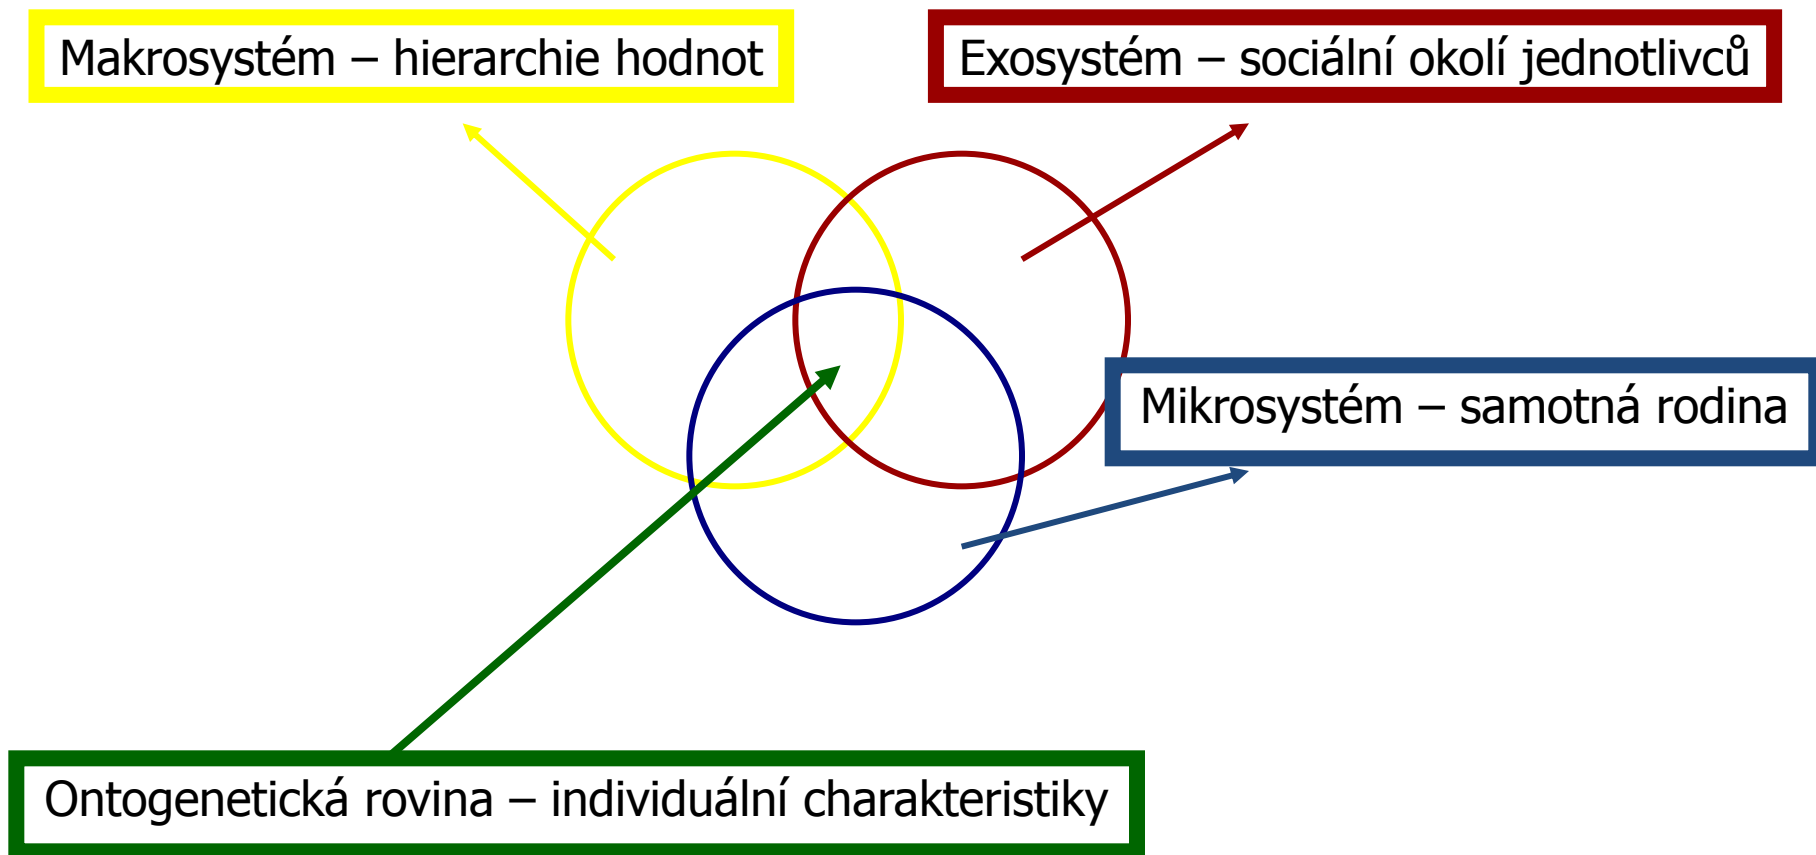 Makrosystém – hierarchie hodnot
Exosystém – sociální okolí jednotlivců
Mikrosystém – samotná rodina
Ontogenetická rovina – individuální charakteristiky